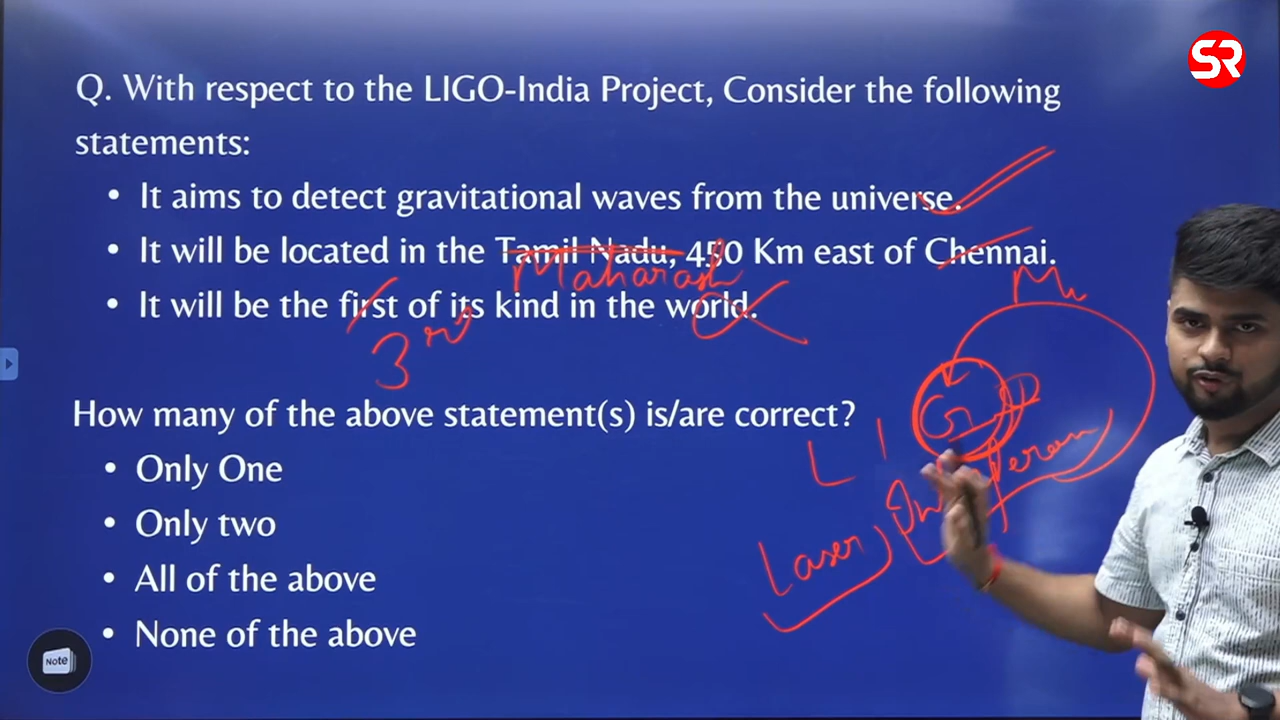 SR
Q. With respect to the LIGO-India Project, Consider the following
statements:
• It aims to detect gravitational waves from the universe.
• It will be located in the Tamil Nadu, 450 Km east of Chennai.
Maharash
• It will be the first of its kind in the world.
3rd
How many of the above statement(s) is/are correct?
L I G O
• Only One
• Only two
Laser
• All of the above
• None of the above
Note